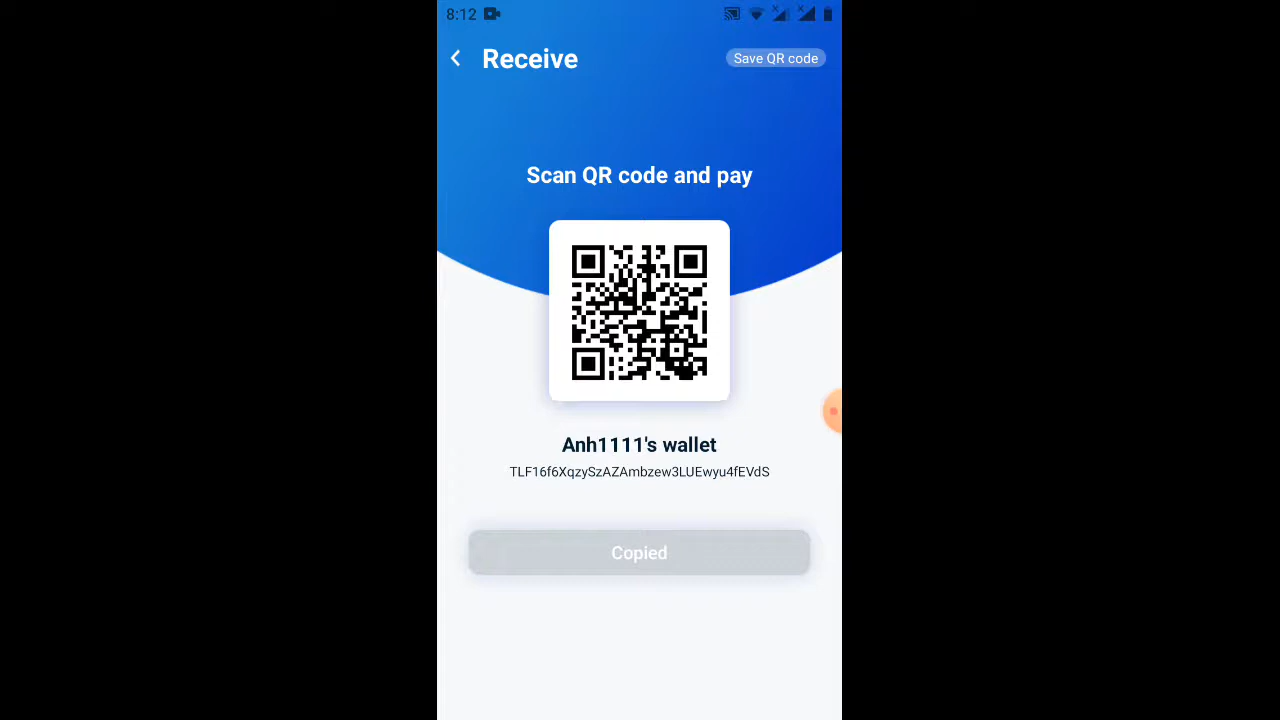 8:12
Receive
Save QR code
Scan QR code and pay
Anh1111's wallet
TLF16f6XqzySzAZAmbzew3LUEwyu4fEVdS
Copied